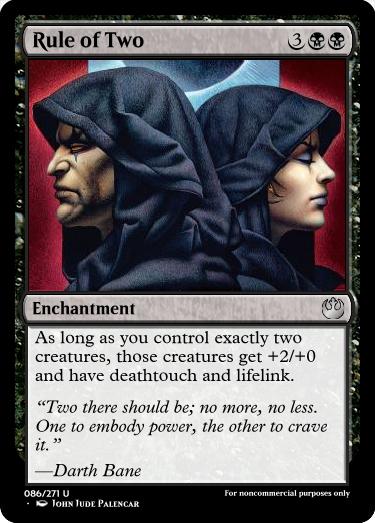 Rule of Two 3
Enchantment
As long as you control exactly two
creatures, those creatures get +2/+0
and have deathtouch and lifelink.
“Two there should be; no more, no less.
One to embody power, the other to crave
it.”
—Darth Bane
086/271 U
For noncommercial purposes only
· John Jude Palencar